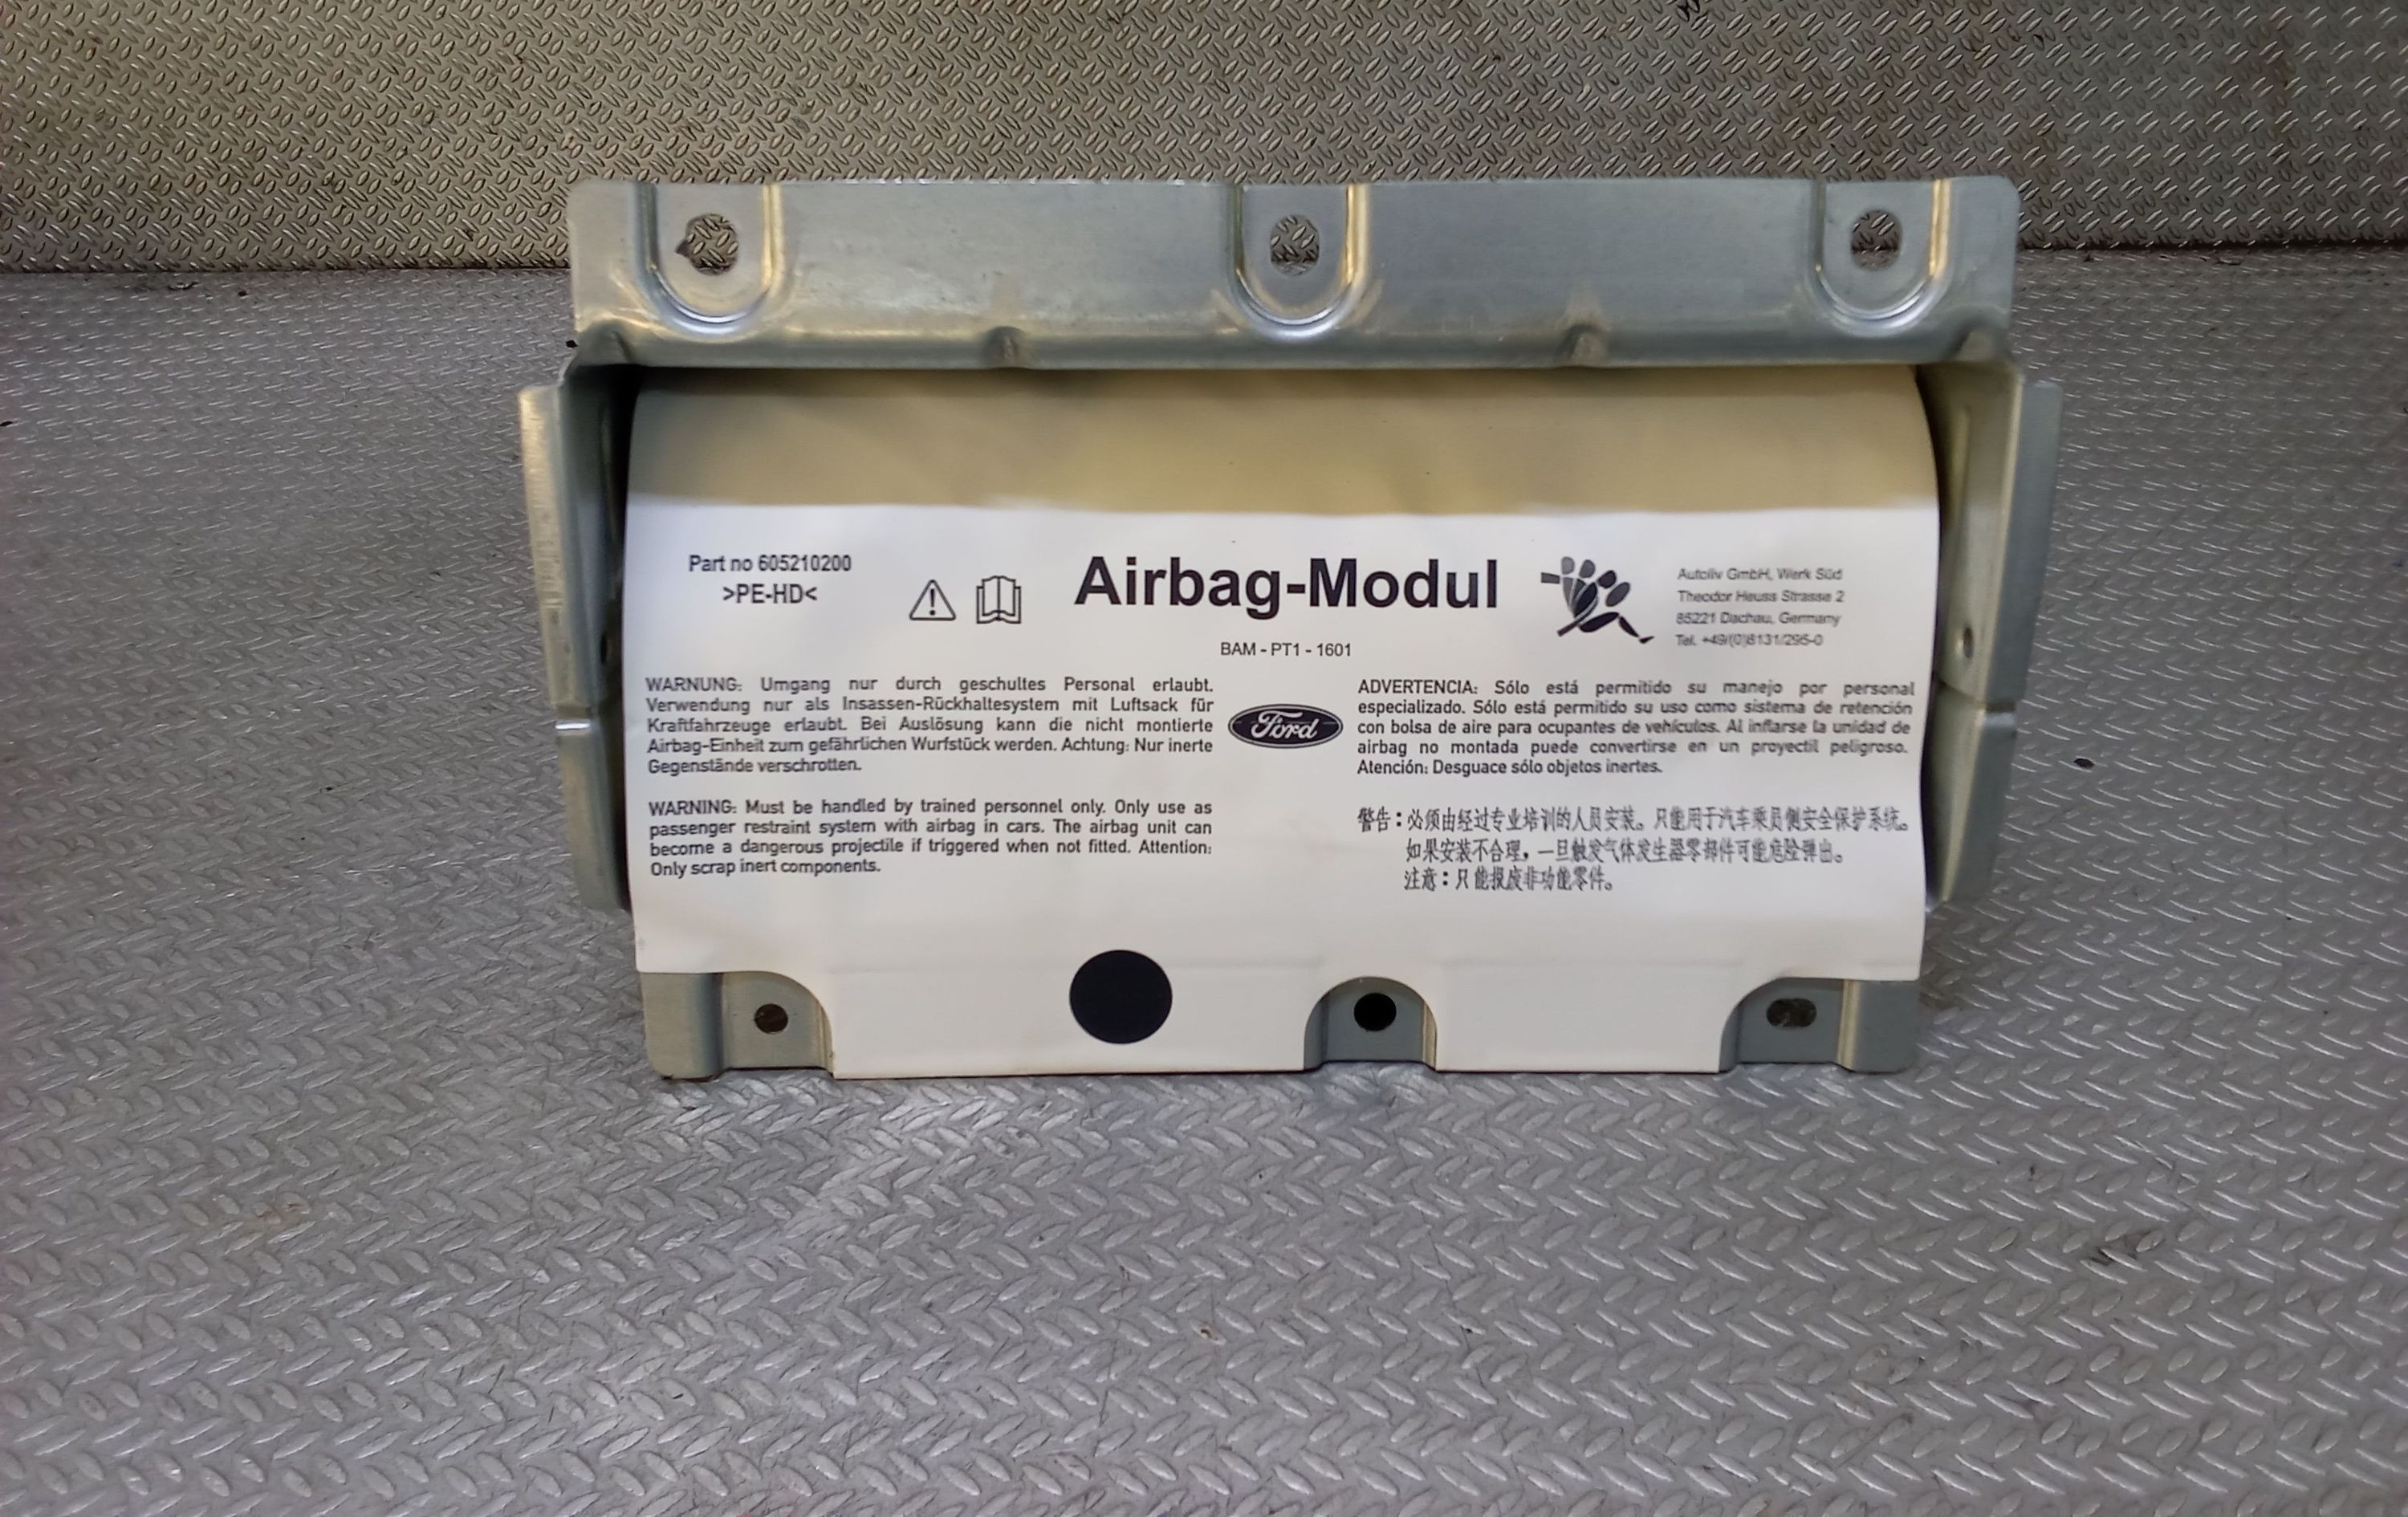 Part no 605210200
>PE-HD<
Airbag-Modul
BAM - PT1 - 1601
Autoliv GmbH, Werk Süd
Theodor Heuss Strasse 2
85221 Dachau, Germany
Tel. +49/(0)8131/295-0
WARNUNG: Umgang nur durch geschultes Personal erlaubt.
Verwendung nur als Insassen-Rückhaltesystem mit Luftsack für
Kraftfahrzeuge erlaubt. Bei Auslösung kann die nicht montierte
Airbag-Einheit zum gefährlichen Wurfstück werden. Achtung: Nur inerte
Gegenstände verschrotten.
WARNING: Must be handled by trained personnel only. Only use as
passenger restraint system with airbag in cars. The airbag unit can
become a dangerous projectile if triggered when not fitted. Attention:
Only scrap inert components.
Ford
ADVERTENCIA: Sólo está permitido su manejo por personal
especializado. Sólo está permitido su uso como sistema de retención
con bolsa de aire para ocupantes de vehículos. Al inflarse la unidad de
airbag no montada puede convertirse en un proyectil peligroso.
Atención: Desguace sólo objetos inertes.
警告：必须由经过专业培训的人员安装。只能用于汽车乘员侧安全保护系统。
如果安装不合理，一旦触发气体发生器零部件可能危险弹出。
注意：只能报废非功能零件。